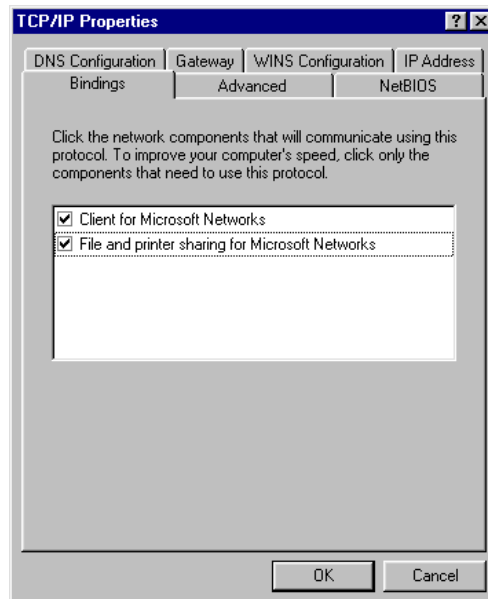 TCP/IP Properties
DNS Configuration Gateway WINS Configuration IP Address
Bindings Advanced NetBIOS
Click the network components that will communicate using this
protocol. To improve your computer's speed, click only the
components that need to use this protocol.
Client for Microsoft Networks
File and printer sharing for Microsoft Networks
OK Cancel